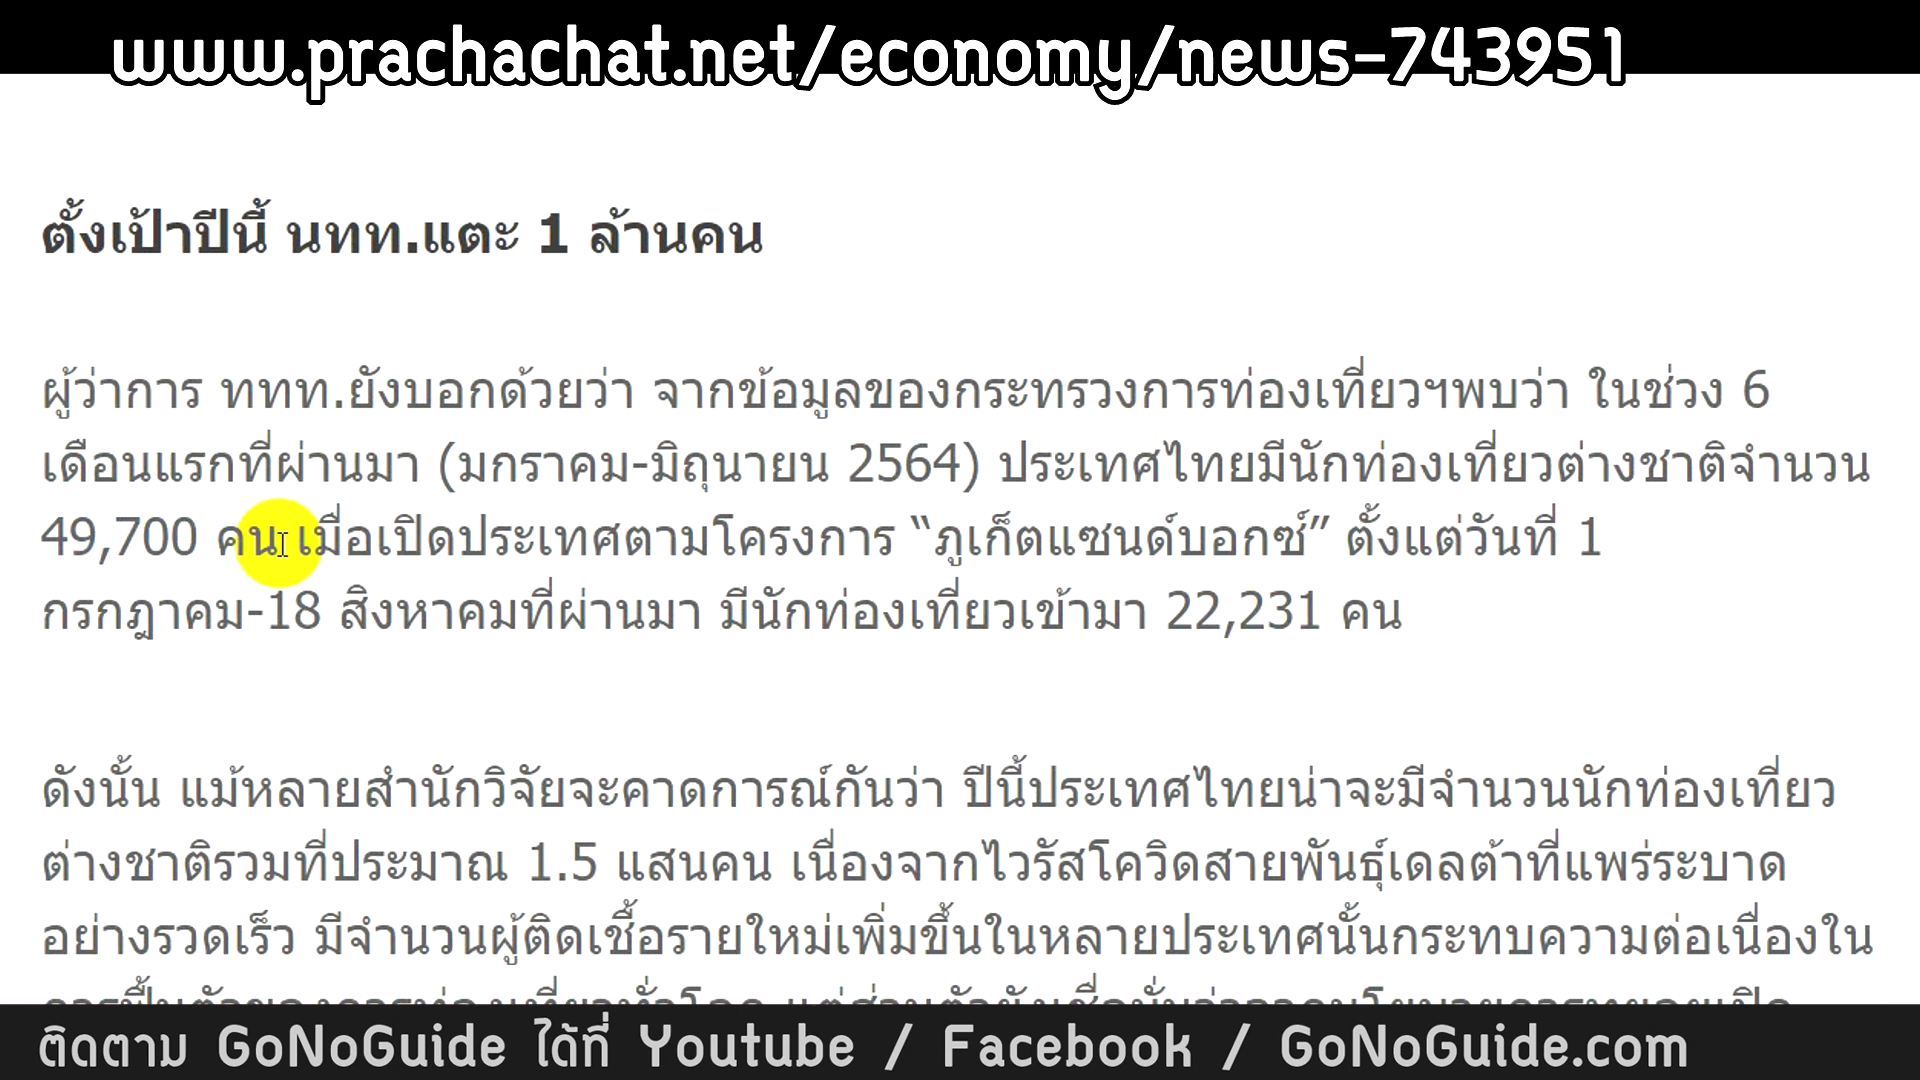 www.prachachat.net/economy/news-743951
ตั้งเป้าปีนี้ นทท.แตะ 1 ล้านคน
ผู้ว่าการ ททท.ยังบอกด้วยว่า จากข้อมูลของกระทรวงการท่องเที่ยวฯพบว่า ในช่วง 6
เดือนแรกที่ผ่านมา (มกราคม-มิถุนายน 2564) ประเทศไทยมีนักท่องเที่ยวต่างชาติจำนวน
49,700 คน เมื่อเปิดประเทศตามโครงการ “ภูเก็ตแซนด์บอกซ์” ตั้งแต่วันที่ 1
กรกฎาคม-18 สิงหาคมที่ผ่านมา มีนักท่องเที่ยวเข้ามา 22,231 คน
ดังนั้น แม้หลายสำนักวิจัยจะคาดการณ์กันว่า ปีนี้ประเทศไทยน่าจะมีจำนวนนักท่องเที่ยว
ต่างชาติรวมที่ประมาณ 1.5 แสนคน เนื่องจากไวรัสโควิดสายพันธุ์เดลต้าที่แพร่ระบาด
อย่างรวดเร็ว มีจำนวนผู้ติดเชื้อรายใหม่เพิ่มขึ้นในหลายประเทศนั้นกระทบความต่อเนื่องใน
ติดตาม GoNoGuide ได้ที่ Youtube / Facebook / GoNoGuide.com